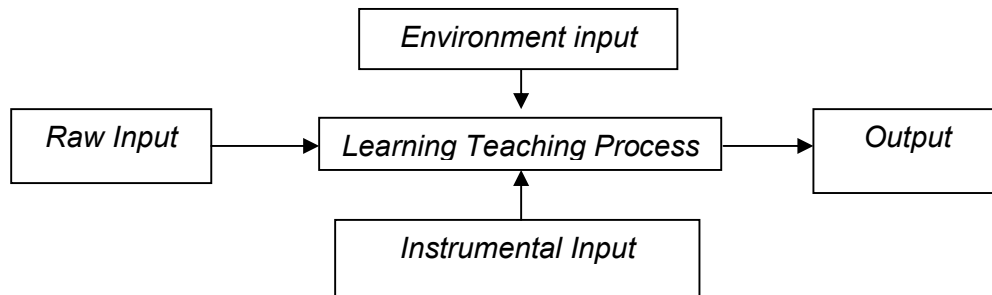 Environment input
Raw Input
Learning Teaching Process
Output
Instrumental Input